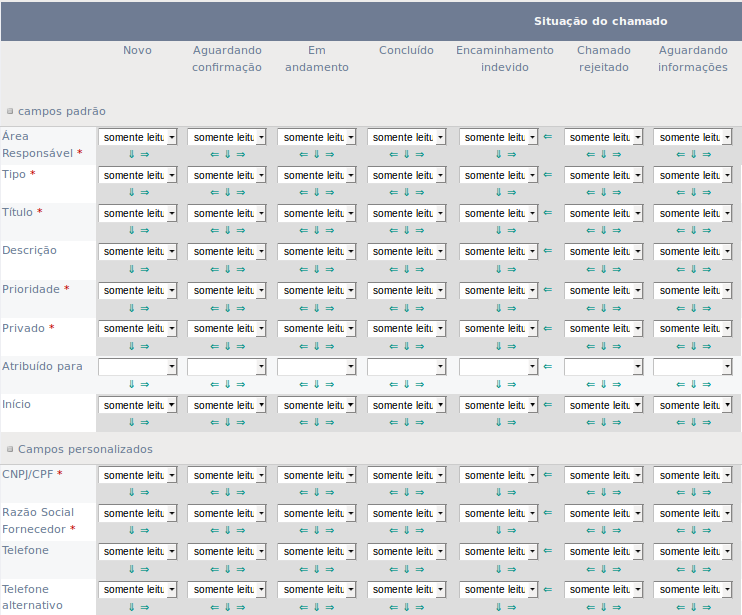 Situação do chamado
Novo Aguardando confirmação Em andamento Concluído Encaminhamento indevido Chamado rejeitado Aguardando informações
campos padrão
Área Responsável * somente leitu somente leitu somente leitu somente leitu somente leitu ⇐ somente leitu somente leitu
⇓ ⇒ ⇐ ⇓ ⇒ ⇐ ⇓ ⇒ ⇐ ⇓ ⇒ ⇓ ⇒ ⇐ ⇓ ⇒ ⇐ ⇓ ⇒
Tipo * somente leitu somente leitu somente leitu somente leitu somente leitu ⇐ somente leitu somente leitu
⇓ ⇒ ⇐ ⇓ ⇒ ⇐ ⇓ ⇒ ⇐ ⇓ ⇒ ⇓ ⇒ ⇐ ⇓ ⇒ ⇐ ⇓ ⇒
Título * somente leitu somente leitu somente leitu somente leitu somente leitu ⇐ somente leitu somente leitu
⇓ ⇒ ⇐ ⇓ ⇒ ⇐ ⇓ ⇒ ⇐ ⇓ ⇒ ⇓ ⇒ ⇐ ⇓ ⇒ ⇐ ⇓ ⇒
Descrição somente leitu somente leitu somente leitu somente leitu somente leitu ⇐ somente leitu somente leitu
⇓ ⇒ ⇐ ⇓ ⇒ ⇐ ⇓ ⇒ ⇐ ⇓ ⇒ ⇓ ⇒ ⇐ ⇓ ⇒ ⇐ ⇓ ⇒
Prioridade * somente leitu somente leitu somente leitu somente leitu somente leitu ⇐ somente leitu somente leitu
⇓ ⇒ ⇐ ⇓ ⇒ ⇐ ⇓ ⇒ ⇐ ⇓ ⇒ ⇓ ⇒ ⇐ ⇓ ⇒ ⇐ ⇓ ⇒
Privado * somente leitu somente leitu somente leitu somente leitu somente leitu ⇐ somente leitu somente leitu
⇓ ⇒ ⇐ ⇓ ⇒ ⇐ ⇓ ⇒ ⇐ ⇓ ⇒ ⇓ ⇒ ⇐ ⇓ ⇒ ⇐ ⇓ ⇒
Atribuído para ⇐
⇓ ⇒ ⇐ ⇓ ⇒ ⇐ ⇓ ⇒ ⇐ ⇓ ⇒ ⇓ ⇒ ⇐ ⇓ ⇒ ⇐ ⇓ ⇒
Início somente leitu somente leitu somente leitu somente leitu somente leitu ⇐ somente leitu somente leitu
⇓ ⇒ ⇐ ⇓ ⇒ ⇐ ⇓ ⇒ ⇐ ⇓ ⇒ ⇓ ⇒ ⇐ ⇓ ⇒ ⇐ ⇓ ⇒
Campos personalizados
CNPJ/CPF * somente leitu somente leitu somente leitu somente leitu somente leitu ⇐ somente leitu somente leitu
⇓ ⇒ ⇐ ⇓ ⇒ ⇐ ⇓ ⇒ ⇐ ⇓ ⇒ ⇓ ⇒ ⇐ ⇓ ⇒ ⇐ ⇓ ⇒
Razão Social Fornecedor * somente leitu somente leitu somente leitu somente leitu somente leitu ⇐ somente leitu somente leitu
⇓ ⇒ ⇐ ⇓ ⇒ ⇐ ⇓ ⇒ ⇐ ⇓ ⇒ ⇓ ⇒ ⇐ ⇓ ⇒ ⇐ ⇓ ⇒
Telefone somente leitu somente leitu somente leitu somente leitu somente leitu ⇐ somente leitu somente leitu
⇓ ⇒ ⇐ ⇓ ⇒ ⇐ ⇓ ⇒ ⇐ ⇓ ⇒ ⇓ ⇒ ⇐ ⇓ ⇒ ⇐ ⇓ ⇒
Telefone alternativo somente leitu somente leitu somente leitu somente leitu somente leitu ⇐ somente leitu somente leitu
⇓ ⇒ ⇐ ⇓ ⇒ ⇐ ⇓ ⇒ ⇐ ⇓ ⇒ ⇓ ⇒ ⇐ ⇓ ⇒ ⇐ ⇓ ⇒